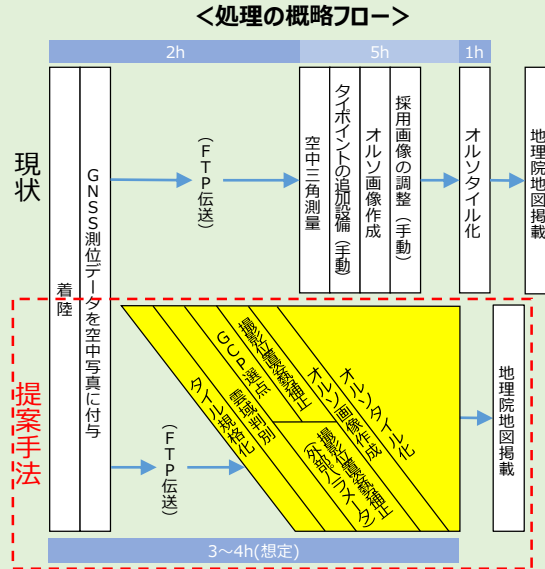 ＜処理の概略フロー＞
2h
5h
1h
現状
着陸
GNSS測位データを空中写真に付与
（FTP伝送）
空中三角測量
タイポイントの追加設備（手動）
オルソ画像作成
採用画像の調整（手動）
オルソタイル化
地理院地図掲載
提案手法
（FTP伝送）
タイル規格化
雲域判別
GCP選点
撮影位置姿勢補正
撮影位置姿勢補正
（外部パラメータ）
オルソ画像作成
オルソタイル化
地理院地図掲載
3～4h(想定)